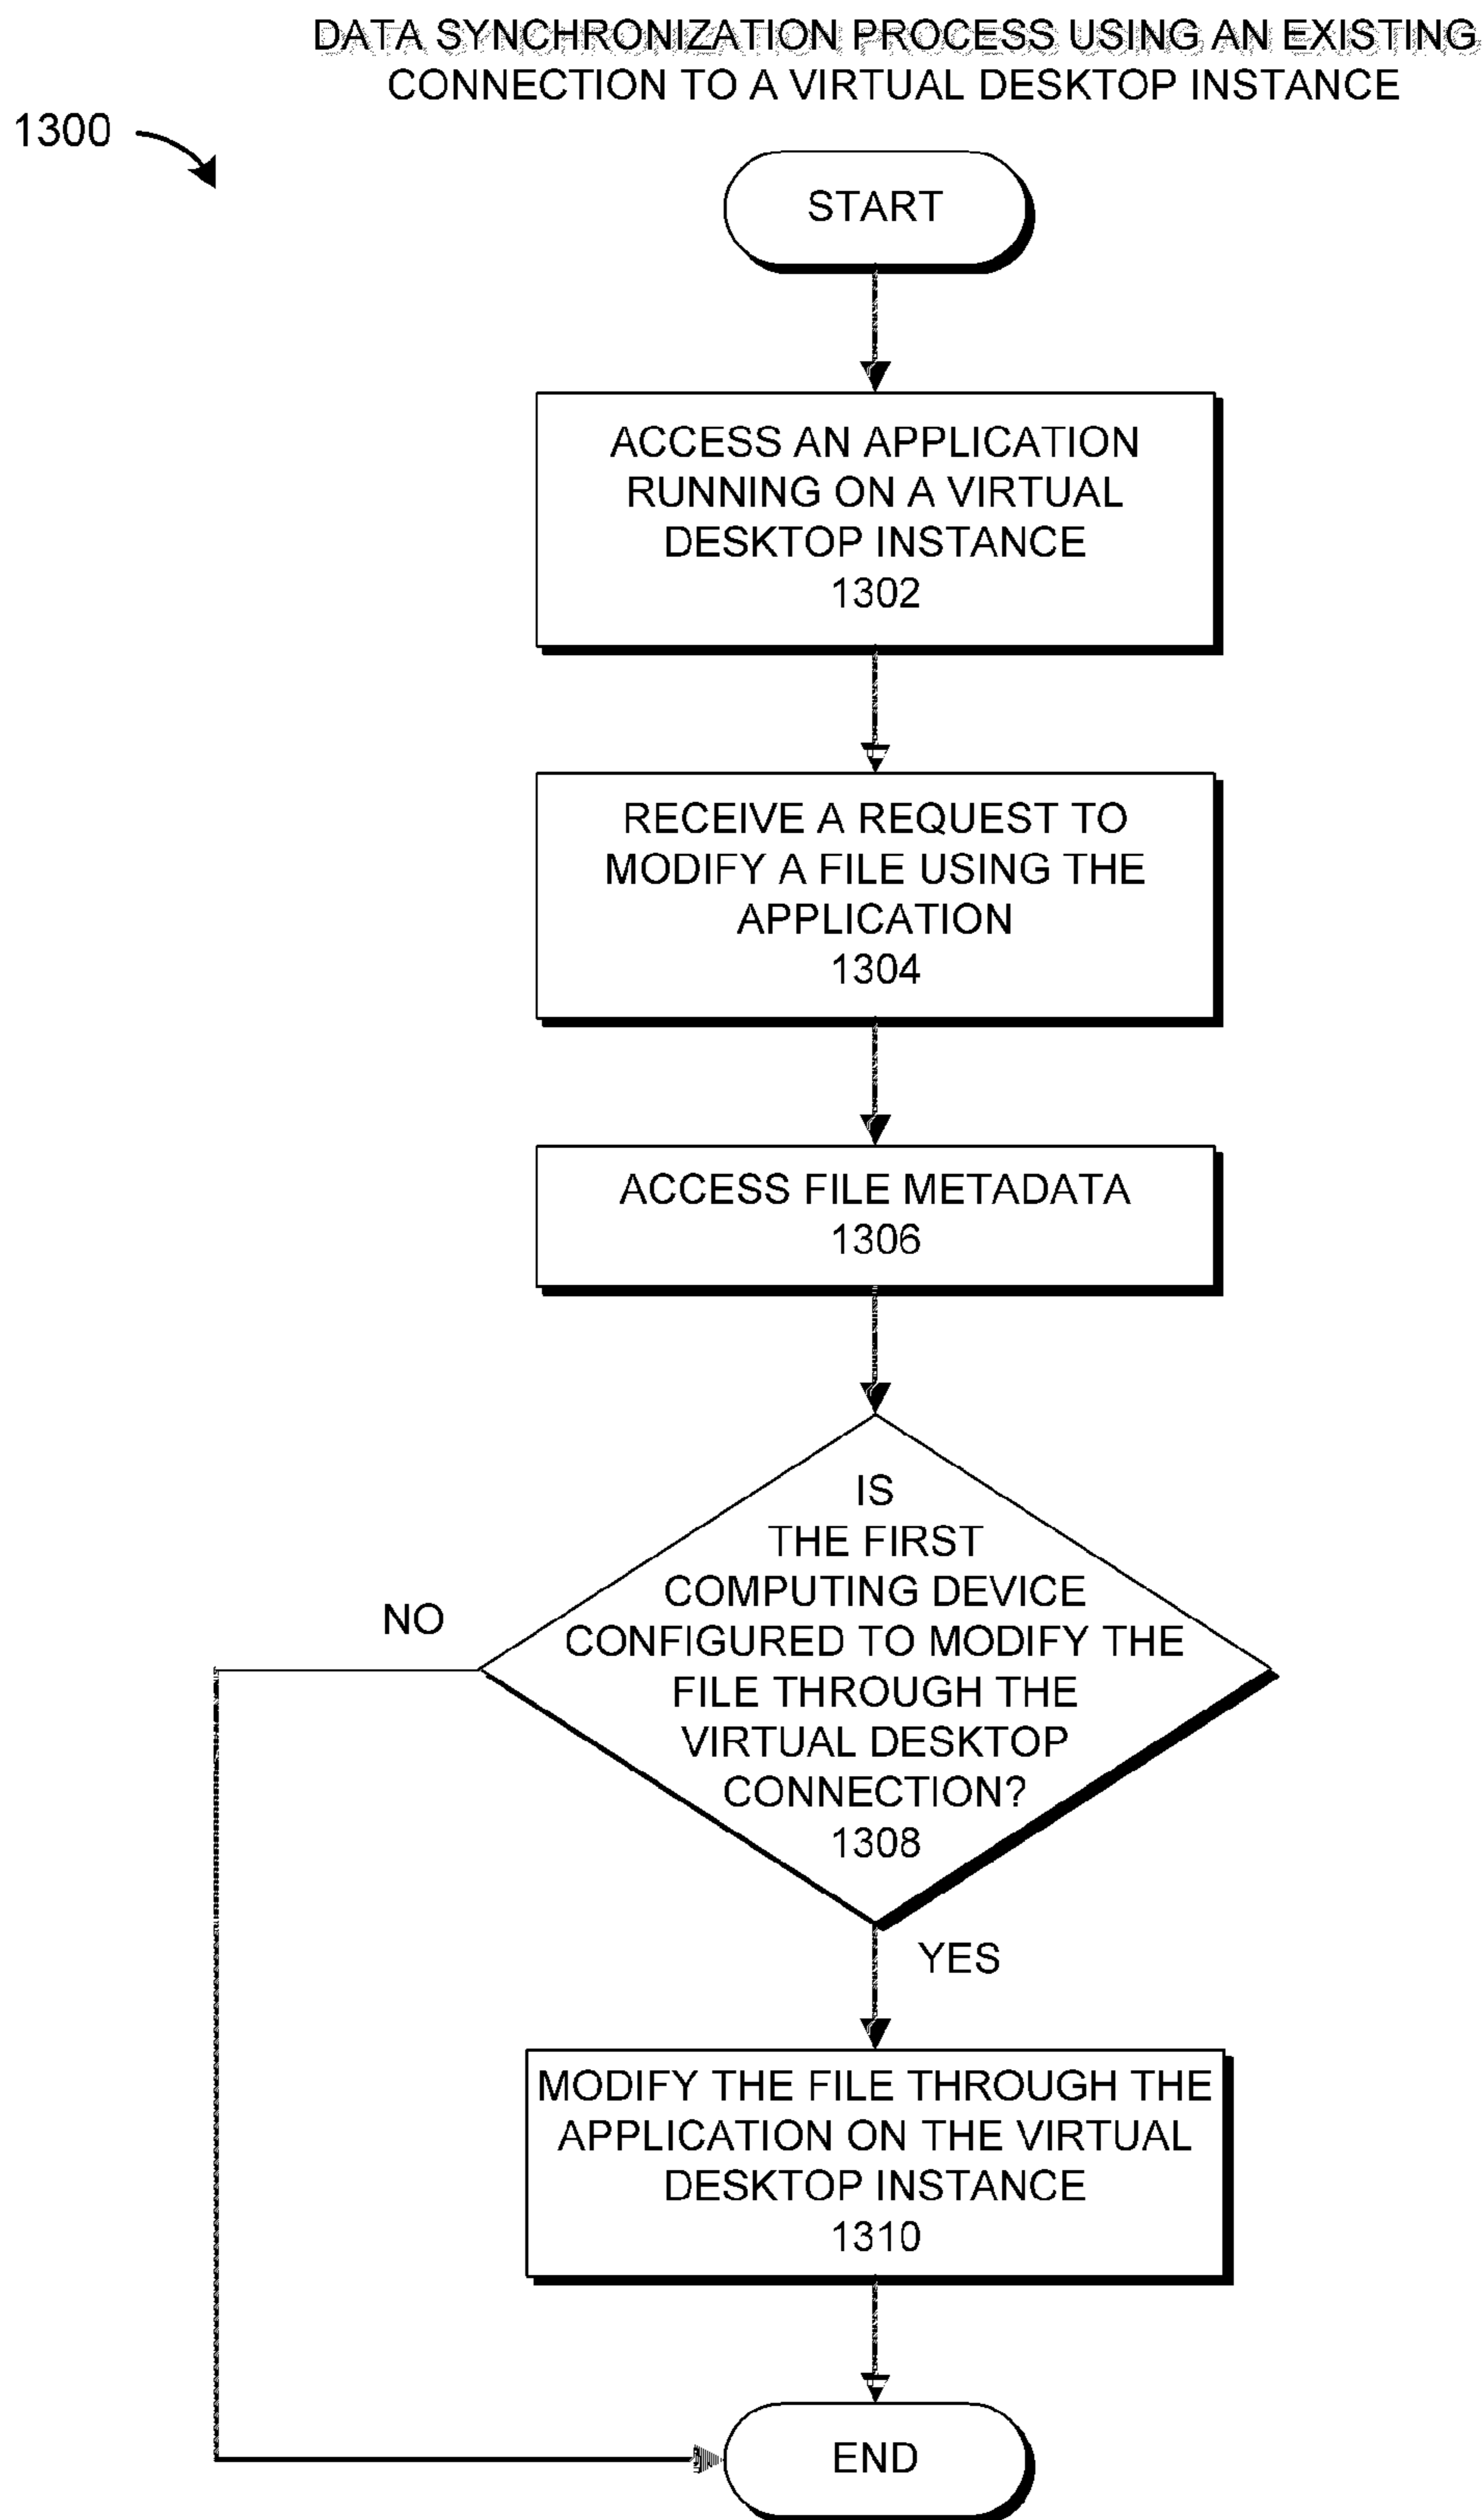 DATA SYNCHRONIZATION PROCESS USING AN EXISTING
CONNECTION TO A VIRTUAL DESKTOP INSTANCE
1300
START
ACCESS AN APPLICATION
RUNNING ON A VIRTUAL
DESKTOP INSTANCE
1302
RECEIVE A REQUEST TO
MODIFY A FILE USING THE
APPLICATION
1304
ACCESS FILE METADATA
1306
IS
THE FIRST
COMPUTING DEVICE
CONFIGURED TO MODIFY THE
FILE THROUGH THE
VIRTUAL DESKTOP
CONNECTION?
1308
NO
YES
MODIFY THE FILE THROUGH THE
APPLICATION ON THE VIRTUAL
DESKTOP INSTANCE
1310
END